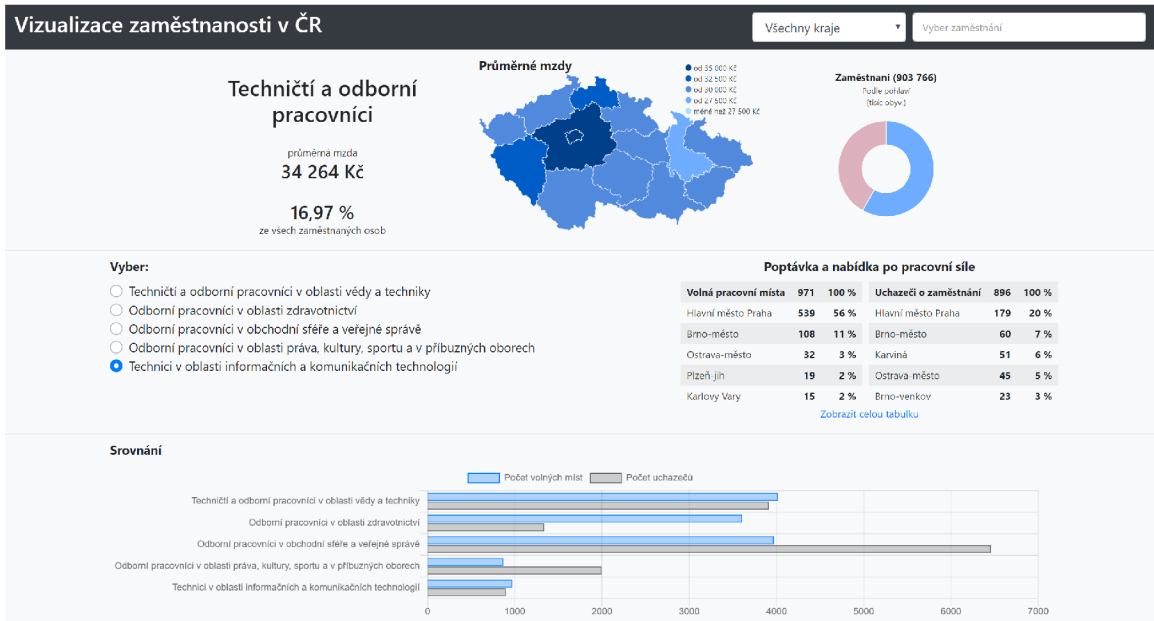 Vizualizace zaměstnanosti v ČR
Všechny kraje
Vyber zaměstnání
Techničtí a odborní
pracovníci
průměrná mzda
34 264 Kč
16,97 %
ze všech zaměstnaných osob
Průměrné mzdy
od 35 000 Kč
od 32 500 Kč
od 30 000 Kč
od 27 500 Kč
méně než 27 500 Kč
Zaměstnaní (903 766)
Podle pohlaví
(tisíc obyv.)
Vyber:
Techničtí a odborní pracovníci v oblasti vědy a techniky
Odborní pracovníci v oblasti zdravotnictví
Odborní pracovníci v obchodní sféře a veřejné správě
Odborní pracovníci v oblasti práva, kultury, sportu a v příbuzných oborech
Technici v oblasti informačních a komunikačních technologií
Poptávka a nabídka po pracovní síle
Volná pracovní místa 971 100 % Uchazeči o zaměstnání 896 100 %
Hlavní město Praha 539 56 % Hlavní město Praha 179 20 %
Brno-město 108 11 % Brno-město 60 7 %
Ostrava-město 32 3 % Karviná 51 6 %
Plzeň-jih 19 2 % Ostrava-město 45 5 %
Karlovy Vary 15 2 % Brno-venkov 23 3 %
Zobrazit celou tabulku
Srovnání
Počet volných míst Počet uchazečů
Techničtí a odborní pracovníci v oblasti vědy a techniky
Odborní pracovníci v oblasti zdravotnictví
Odborní pracovníci v obchodní sféře a veřejné správě
Odborní pracovníci v oblasti práva, kultury, sportu a v příbuzných oborech
Technici v oblasti informačních a komunikačních technologií
0 1000 2000 3000 4000 5000 6000 7000